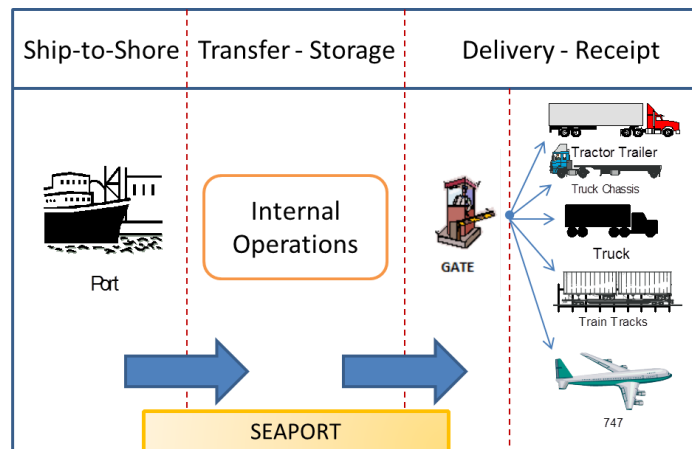 Ship-to-Shore
Transfer - Storage
Delivery - Receipt
Port
Internal
Operations
GATE
Tractor Trailer
Truck Chassis
Truck
Train Tracks
747
SEAPORT